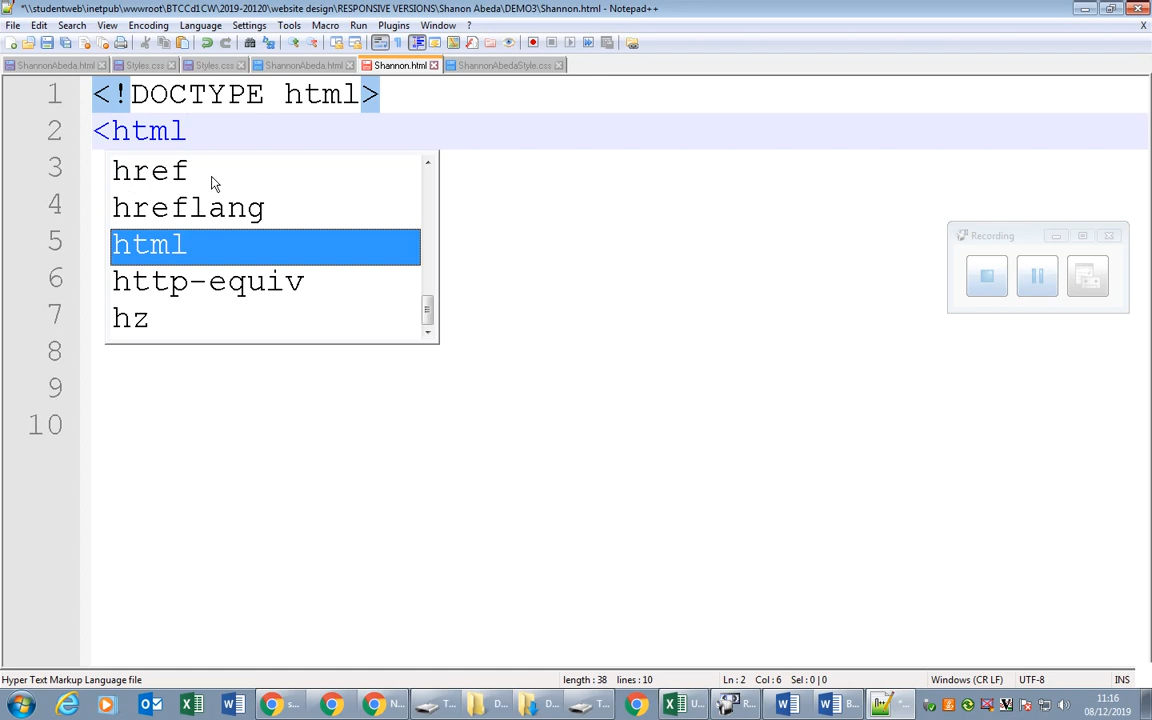 *\\studentweb\inetpub\wwwroot\BTCCd1CW\2019-20120\website design\RESPONSIVE VERSIONS\Shanon Abeda\DEMO3\Shannon.html - Notepad++
File Edit Search View Encoding Language Settings Tools Macro Run Plugins Window ? X
ShannonAbeda.html Styles.css Styles.css ShannonAbeda.html Shannon.html ShannonAbedaStyle.css
1 <!DOCTYPE html>
2 <html
3 href
4 hreflang
5 html
6 http-equiv
7 hz
8
9
10
Recording
Hyper Text Markup Language file length : 38 lines : 10 Ln : 2 Col : 6 Sel : 0 | 0 Windows (CR LF) UTF-8 INS
s... N... T... D... D... T... U... R... W... B... 11:16
08/12/2019